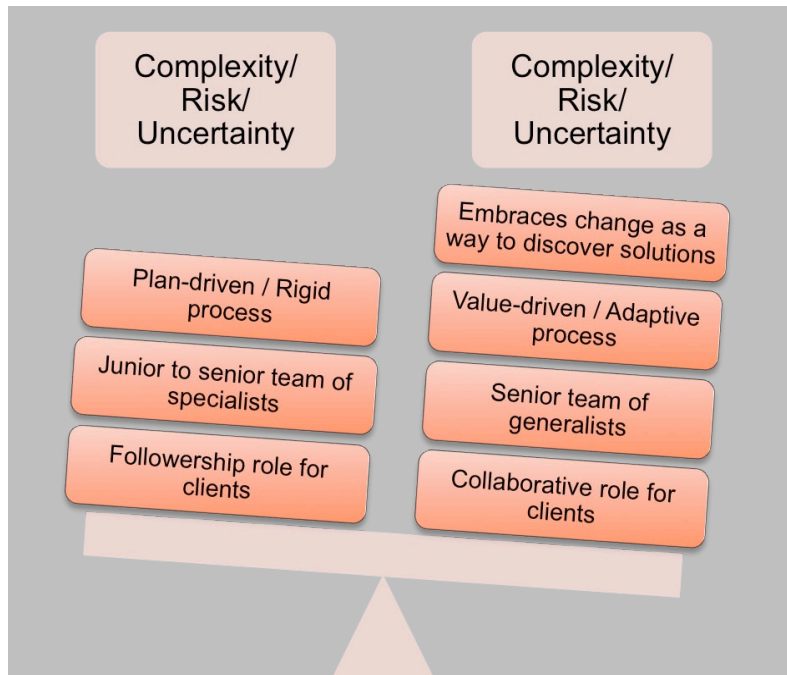 Complexity/
Risk/
Uncertainty
Plan-driven / Rigid
process
Junior to senior team of
specialists
Followership role for
clients
Complexity/
Risk/
Uncertainty
Embraces change as a
way to discover solutions
Value-driven / Adaptive
process
Senior team of
generalists
Collaborative role for
clients